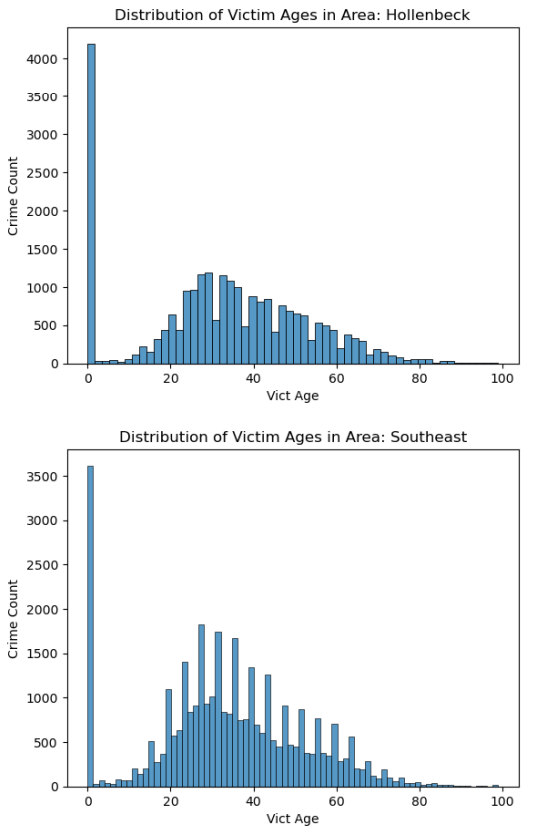 Distribution of Victim Ages in Area: Hollenbeck
4000
3500
3000
2500
2000
1500
1000
500
0
Crime Count
0 20 40 60 80 100
Vict Age
Distribution of Victim Ages in Area: Southeast
3500
3000
2500
2000
1500
1000
500
0
Crime Count
0 20 40 60 80 100
Vict Age